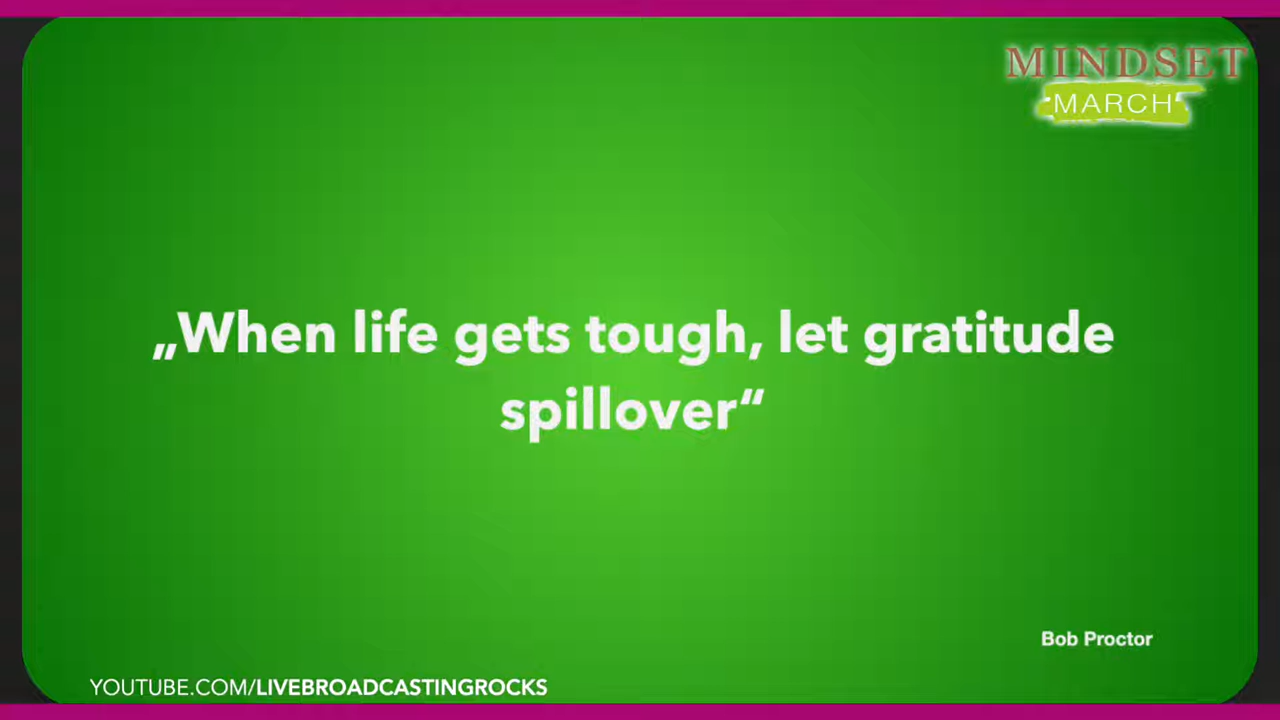 MINDSET
MARCH
„When life gets tough, let gratitude
spillover“
Bob Proctor
YOUTUBE.COM/LIVEBROADCASTINGROCKS